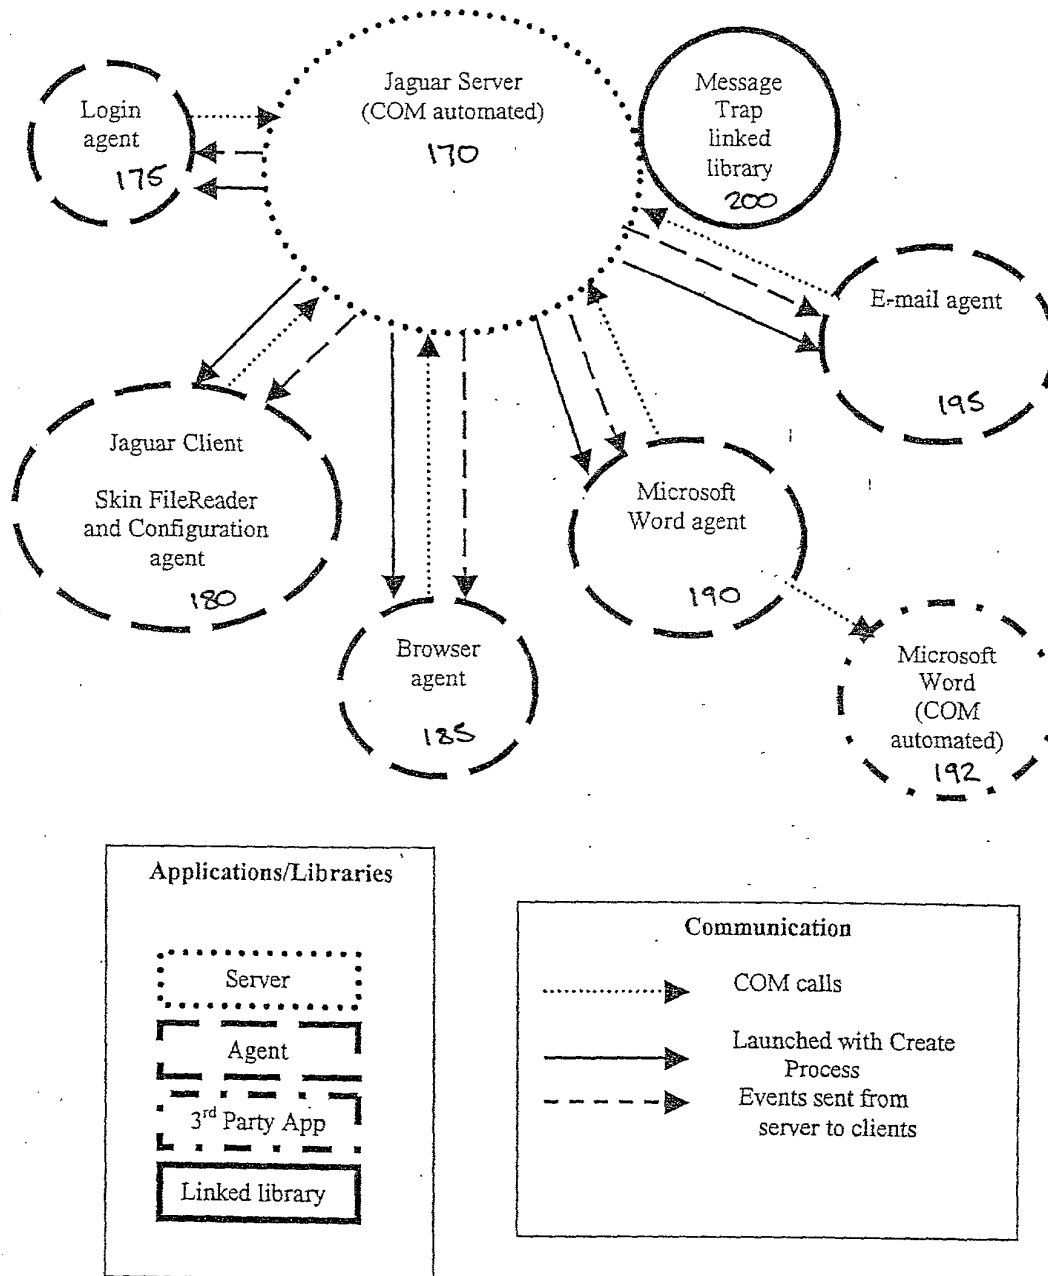 Login
agent
175
Jaguar Server
(COM automated)
170
Message
Trap
linked
library
200
E-mail agent
195
Jaguar Client
Skin FileReader
and Configuration
agent
180
Microsoft
Word agent
190
Browser
agent
185
Microsoft
Word
(COM
automated)
192
Applications/Libraries
Server
Agent
3rd Party App
Linked library
Communication
COM calls
Launched with Create
Process
Events sent from
server to clients